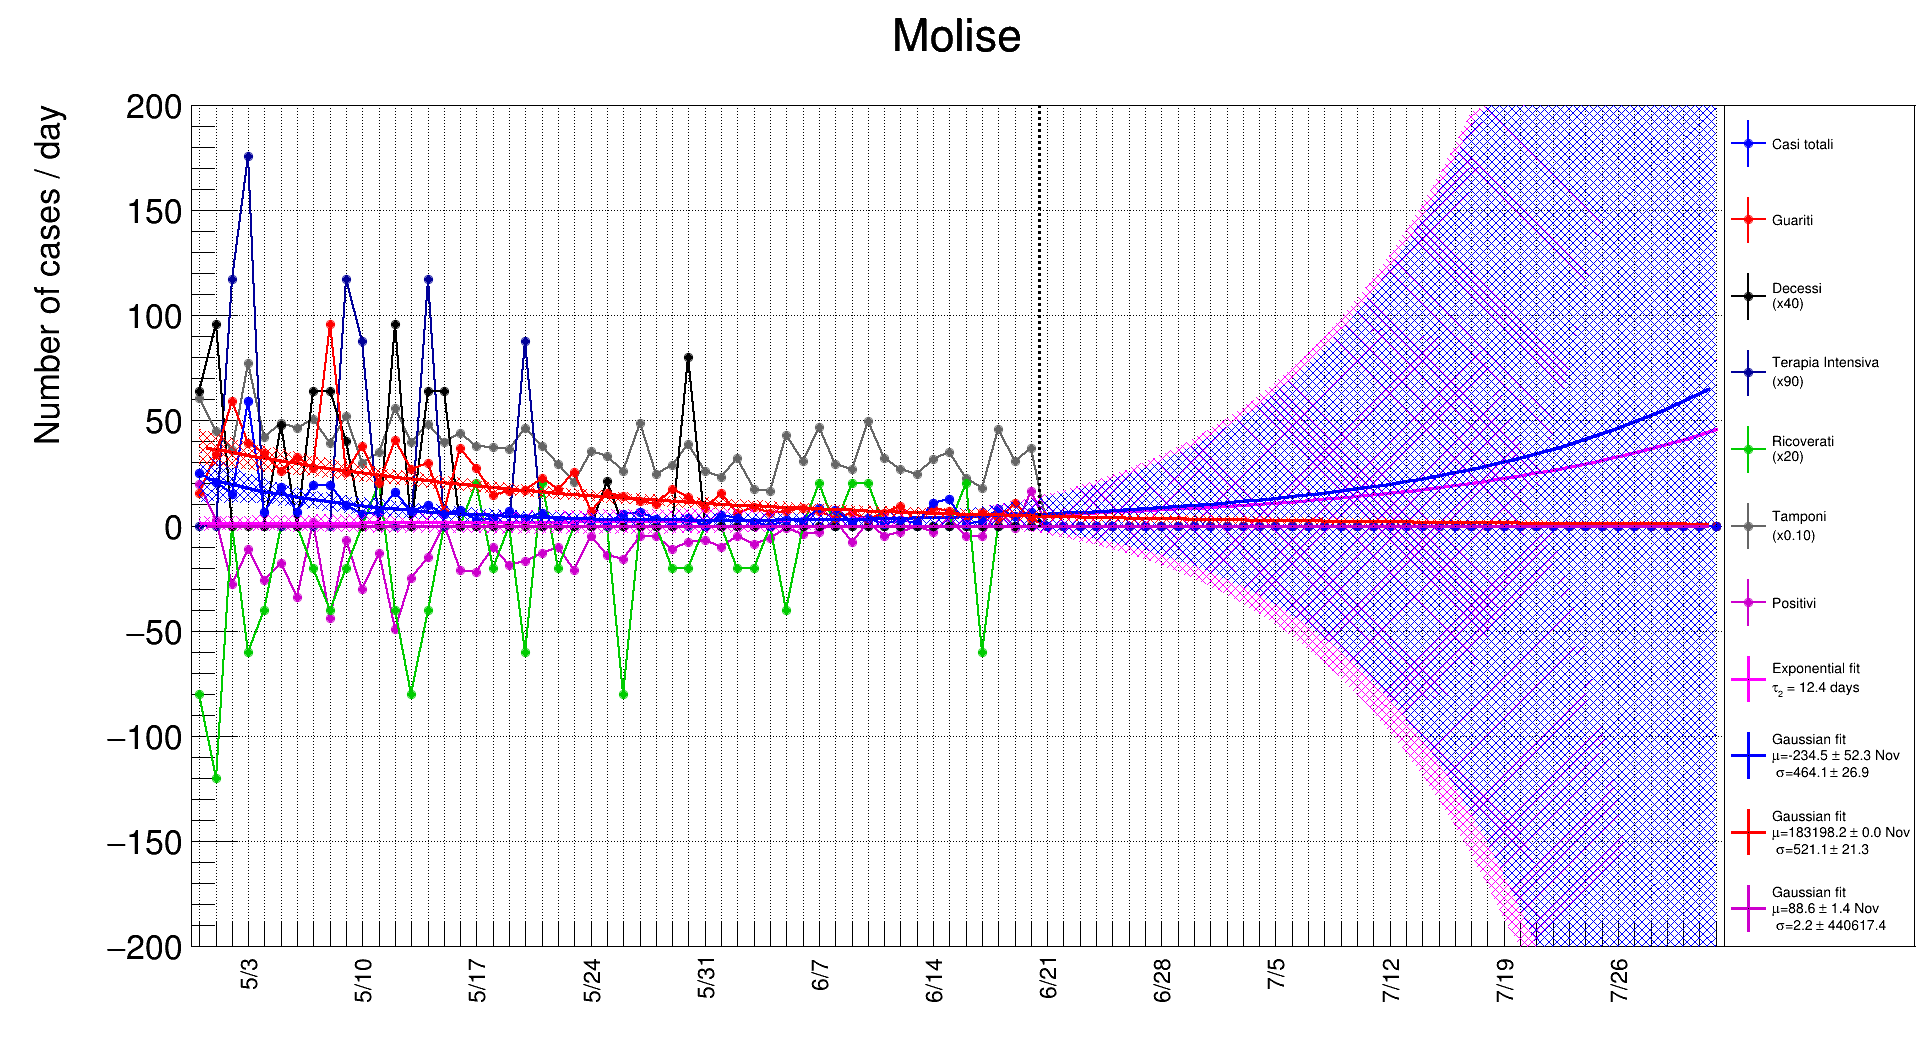 Molise
Number of cases / day
200
150
100
50
0
−50
−100
−150
−200
5/3
5/10
5/17
5/24
5/31
6/7
6/14
6/21
6/28
7/5
7/12
7/19
7/26
Casi totali
Guariti
Decessi
(x40)
Terapia Intensiva
(x90)
Ricoverati
(x20)
Tamponi
(x0.10)
Positivi
Exponential fit
τ2 = 12.4 days
Gaussian fit
μ=-234.5 ± 52.3 Nov
σ=464.1 ± 26.9
Gaussian fit
μ=183198.2 ± 0.0 Nov
σ=521.1 ± 21.3
Gaussian fit
μ=88.6 ± 1.4 Nov
σ=2.2 ± 440617.4